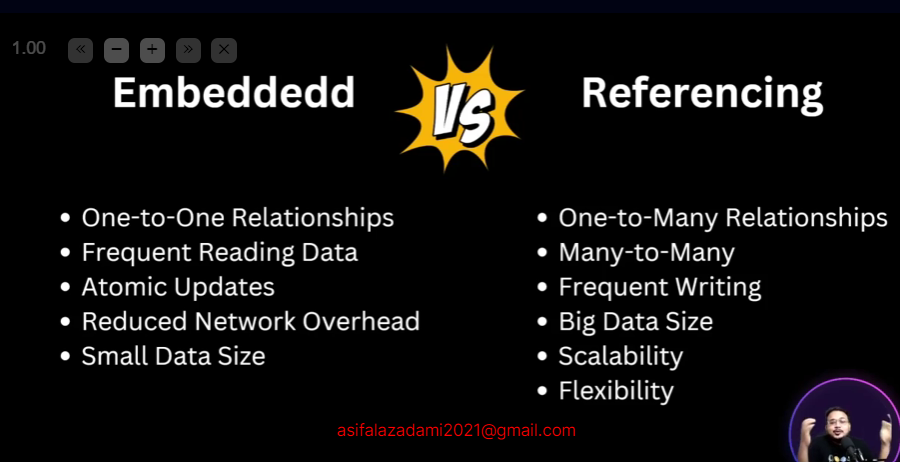 1.00
Embeddedd
VS
Referencing
One-to-One Relationships
Frequent Reading Data
Atomic Updates
Reduced Network Overhead
Small Data Size
One-to-Many Relationships
Many-to-Many
Frequent Writing
Big Data Size
Scalability
Flexibility
asifalazadami2021@gmail.com